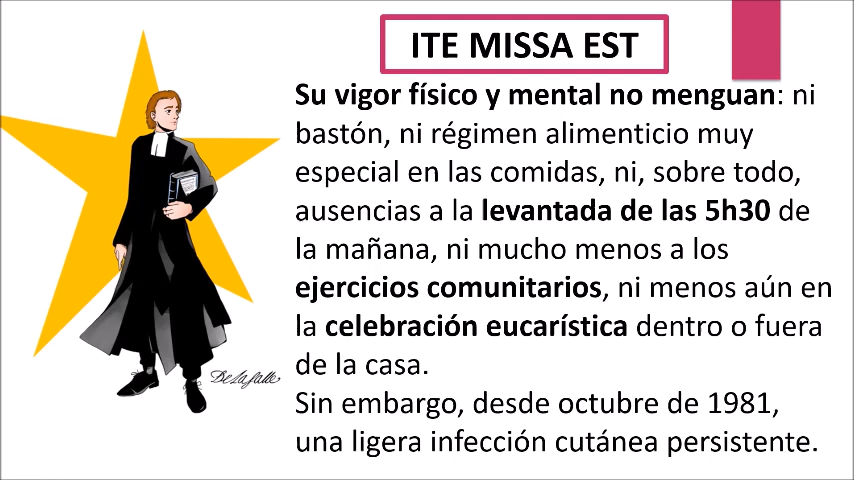 ITE MISSA EST
Su vigor físico y mental no menguan: ni
bastón, ni régimen alimenticio muy
especial en las comidas, ni, sobre todo,
ausencias a la levantada de las 5h30 de
la mañana, ni mucho menos a los
ejercicios comunitarios, ni menos aún en
la celebración eucarística dentro o fuera
de la casa.
Sin embargo, desde octubre de 1981,
una ligera infección cutánea persistente.
De La Salle